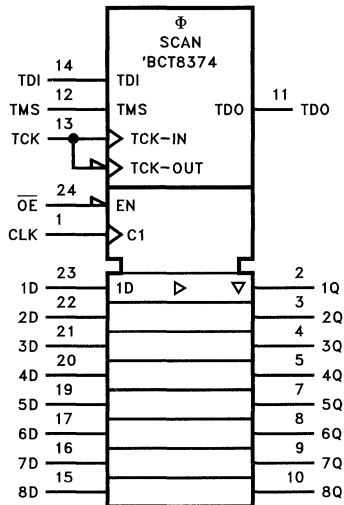 Φ
SCAN
'BCT8374
TDI 14 TDI
TMS 12 TMS TDO 11 TDO
TCK 13 TCK-IN
TCK-OUT
OE 24 EN
CLK 1 C1
1D 23 1D 2 1Q
2D 22 3 2Q
3D 21 4 3Q
4D 20 5 4Q
5D 19 7 5Q
6D 17 8 6Q
7D 16 9 7Q
8D 15 10 8Q